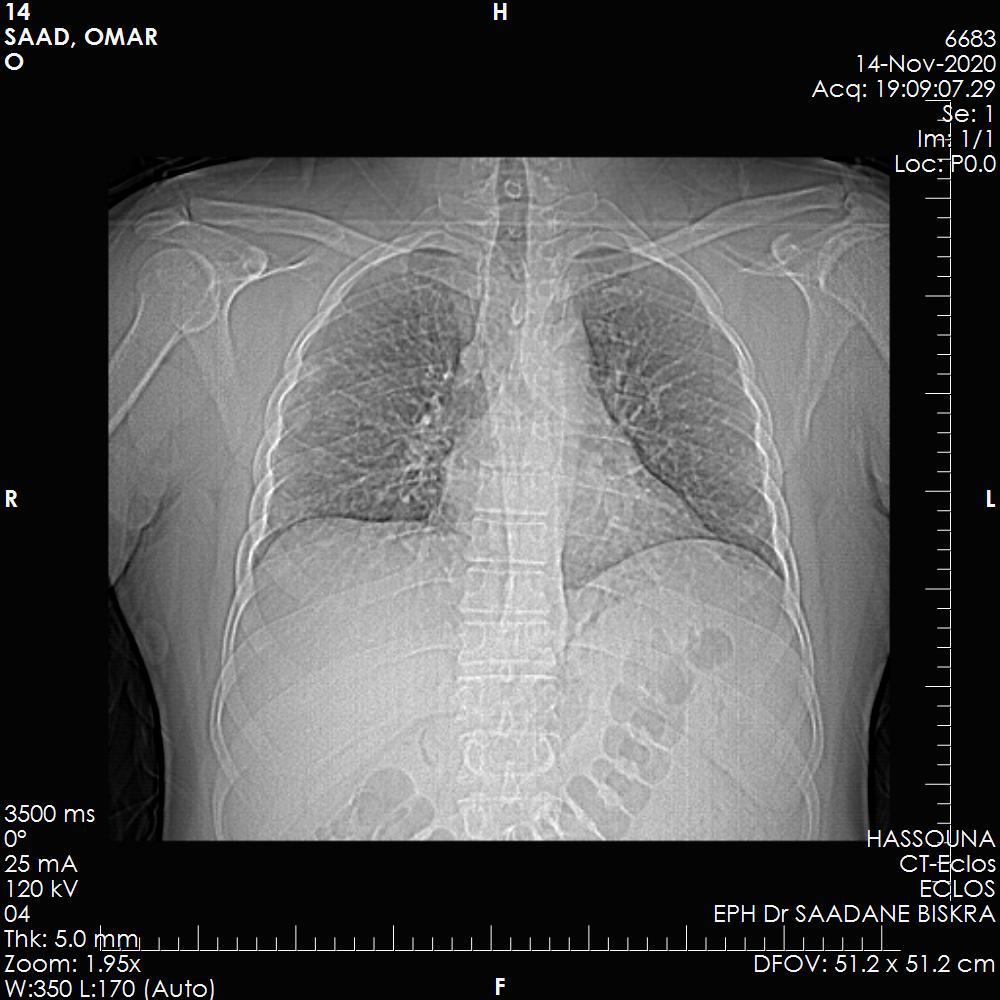 14
SAAD, OMAR
O
H
6683
14-Nov-2020
Acq: 19:09:07.29
Se: 1
Im: 1/1
Loc: P0.0
R
L
3500 ms
0°
25 mA
120 kV
04
Thk: 5.0 mm
Zoom: 1.95x
W:350 L:170 (Auto)
F
HASSOUNA
CT-Eclos
ECLOS
EPH Dr SAADANE BISKRA
DFOV: 51.2 x 51.2 cm